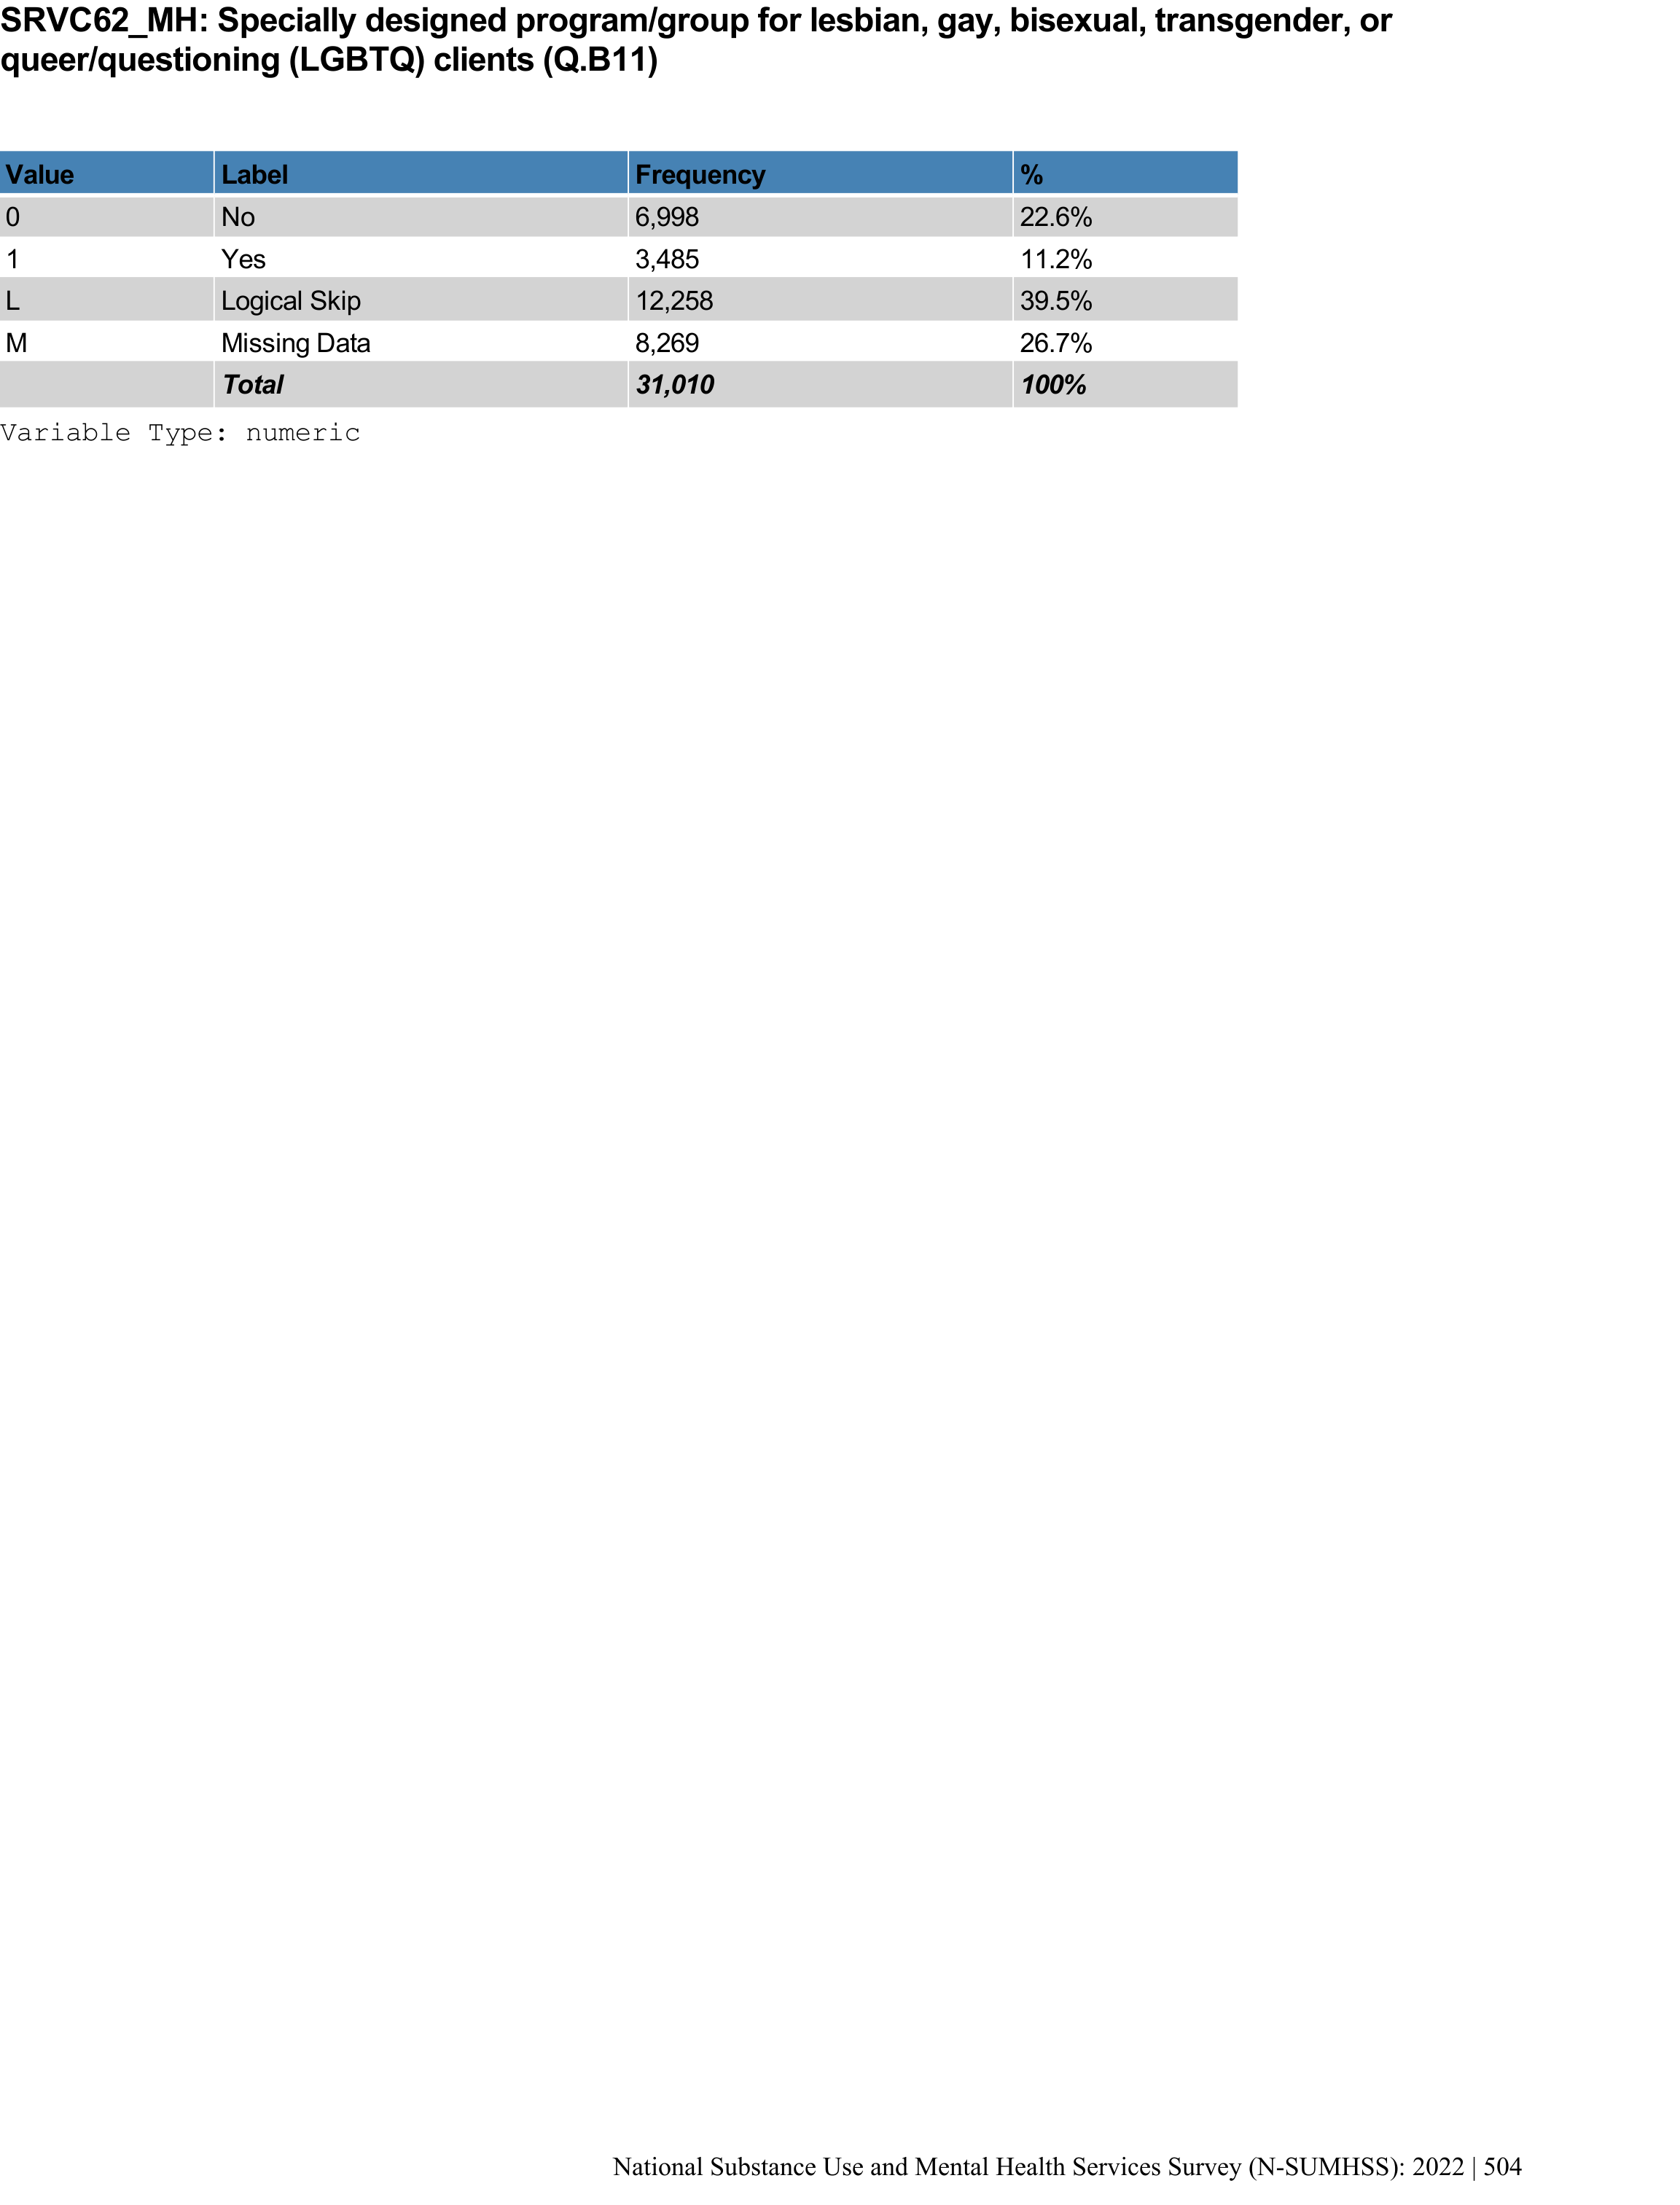 SRVC62_MH: Specially designed program/group for lesbian, gay, bisexual, transgender, or
queer/questioning (LGBTQ) clients (Q.B11)
Value Label Frequency %
0 No 6,998 22.6%
1 Yes 3,485 11.2%
L Logical Skip 12,258 39.5%
M Missing Data 8,269 26.7%
Total 31,010 100%
Variable Type: numeric
National Substance Use and Mental Health Services Survey (N-SUMHSS): 2022 | 504